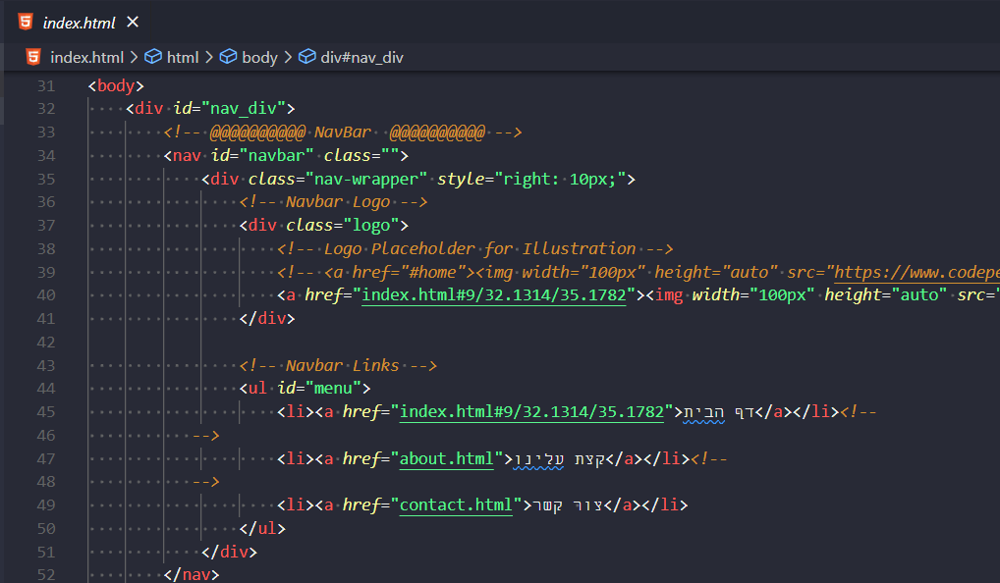 index.html ×
index.html > html > body > div#nav_div
31 <body>
32 <div id="nav_div">
33 <!-- @@@@@@@@@@ NavBar  @@@@@@@@@@ -->
34 <nav id="navbar" class="">
35 <div class="nav-wrapper" style="right: 10px;">
36 <!-- Navbar Logo -->
37 <div class="logo">
38 <!-- Logo Placeholder for Illustration -->
39 <!-- <a href="#home"><img width="100px" height="auto" src="https://www.codepe
40 <a href="index.html#9/32.1314/35.1782"><img width="100px" height="auto" src="
41 </div>
42
43 <!-- Navbar Links -->
44 <ul id="menu">
45 <li><a href="index.html#9/32.1314/35.1782">דף הבית</a></li><!--
46 -->
47 <li><a href="about.html">קצת עלינו</a></li><!--
48 -->
49 <li><a href="contact.html">צור קשר</a></li>
50 </ul>
51 </div>
52 </nav>